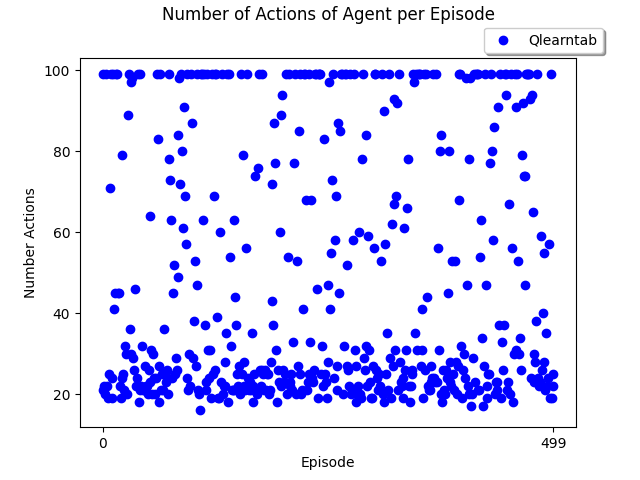 Number of Actions of Agent per Episode
Qlearntab
100
80
60
40
20
Number Actions
0
499
Episode